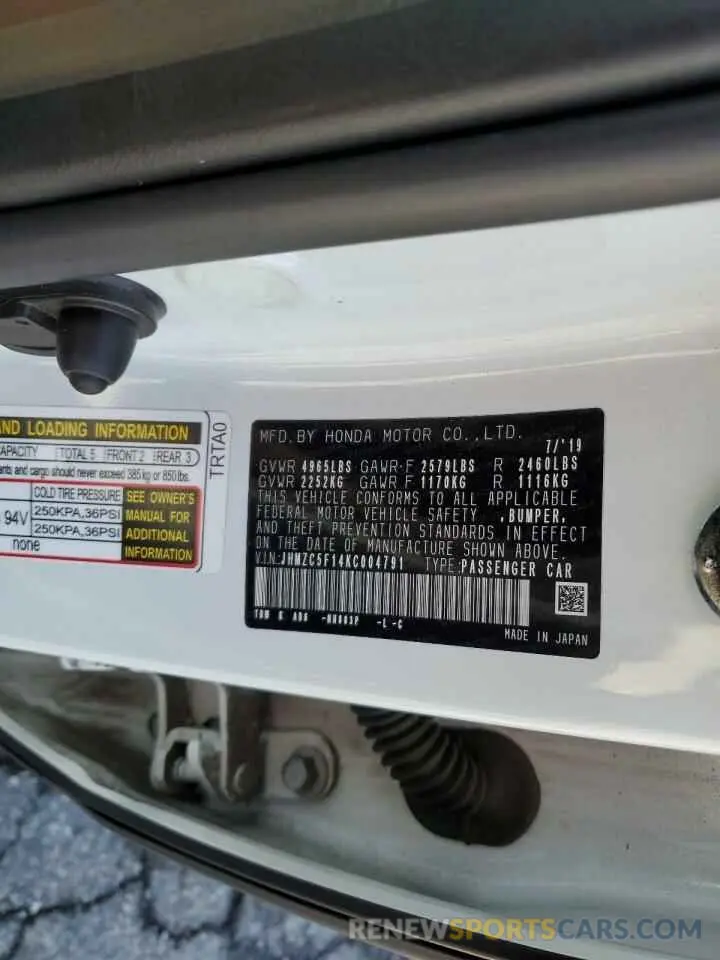 AND LOADING INFORMATION
CAPACITY TOTAL 5 FRONT 2 REAR 3
ants and cargo should never exceed 385 kg or 850 lbs.
COLD TIRE PRESSURE SEE OWNER'S
94V 250KPA,36PSI MANUAL FOR
250KPA,36PSI ADDITIONAL
none INFORMATION
TRTA0
MFD. BY HONDA MOTOR CO.,LTD. 7/'19
GVWR 4965LBS GAWR-F 2579LBS R 2460LBS
GVWR 2252KG GAWR F 1170KG R 1116KG
THIS VEHICLE CONFORMS TO ALL APPLICABLE
FEDERAL MOTOR VEHICLE SAFETY ,BUMPER,
AND THEFT PREVENTION STANDARDS IN EFFECT
ON THE DATE OF MANUFACTURE SHOWN ABOVE.
VIN:JHMZC5F14KC004791 TYPE:PASSENGER CAR
-L -C
MADE IN JAPAN
RENEWSPORTSCARS.COM